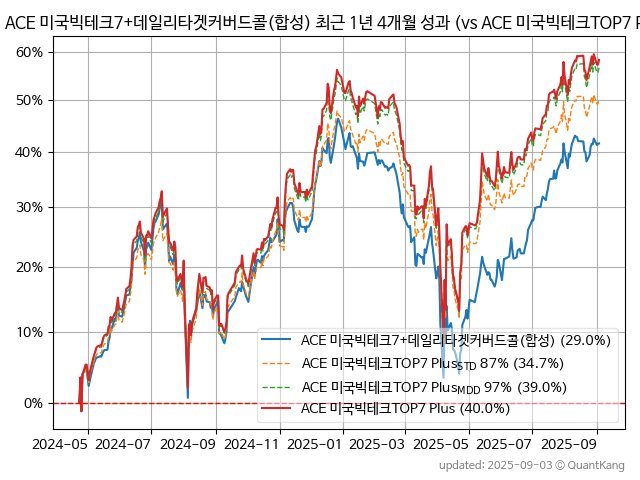 ACE 미국빅테크7+데일리타겟커버드콜(합성) 최근 1년 4개월 성과 (vs ACE 미국빅테크TOP7 P
60%
50%
40%
30%
20%
10%
0%
ACE 미국빅테크7+데일리타겟커버드콜(합성) (29.0%)
ACE 미국빅테크TOP7 PlusSTD 87% (34.7%)
ACE 미국빅테크TOP7 PlusMDD 97% (39.0%)
ACE 미국빅테크TOP7 Plus (40.0%)
2024-05 2024-07 2024-09 2024-11 2025-01 2025-03 2025-05 2025-07 2025-09
updated: 2025-09-03 © QuantKang